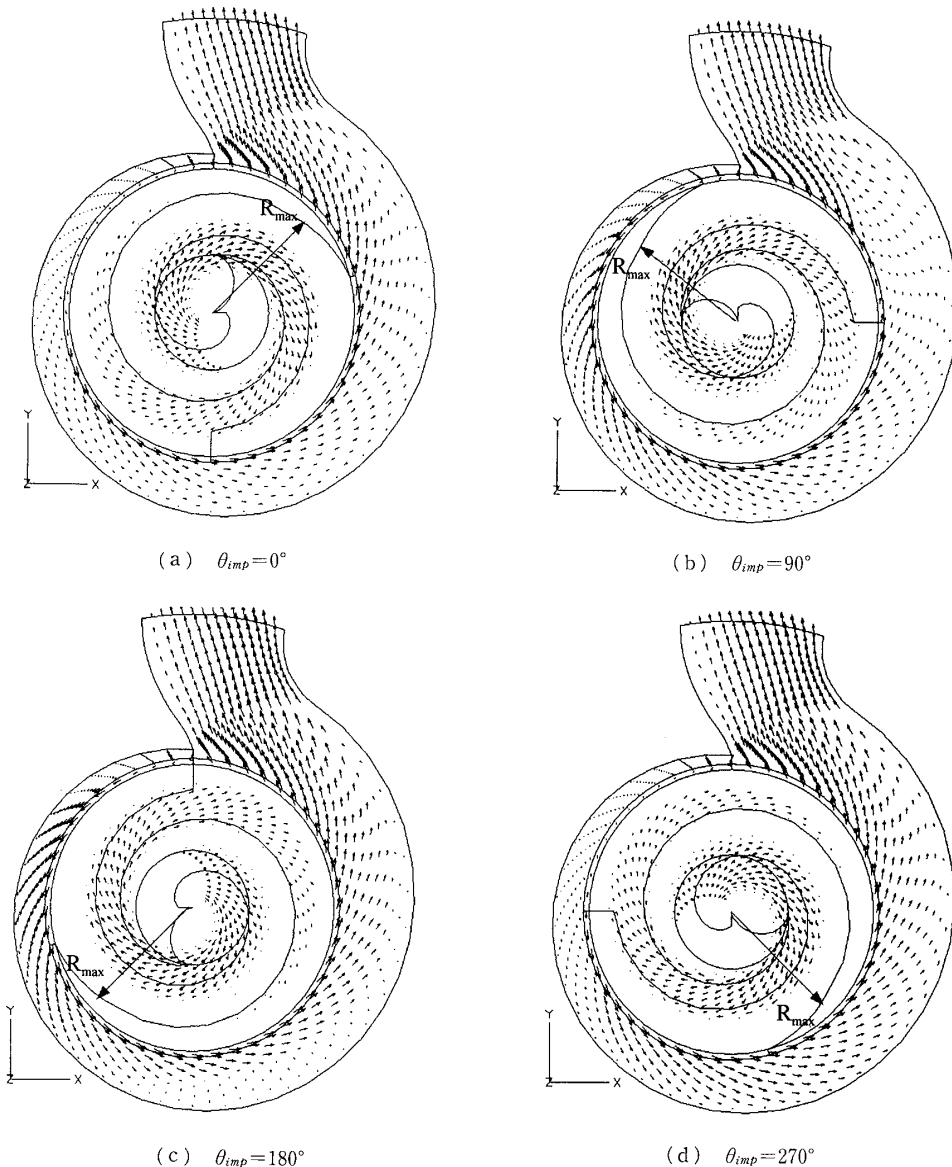 R_max
Y
Z X
(a) θ_imp=0°
R_max
Y
Z X
(b) θ_imp=90°
R_max
Y
Z X
(c) θ_imp=180°
R_max
Y
Z X
(d) θ_imp=270°